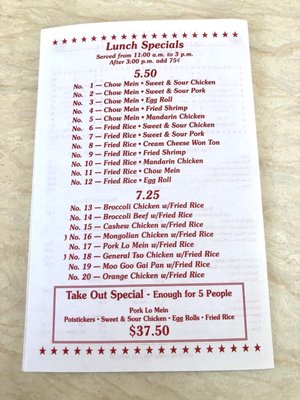 Lunch Specials
Served from 11:00 a.m. to 3 p.m.
After 3:00 p.m. add 75¢
5.50
No. 1 — Chow Mein • Sweet & Sour Chicken
No. 2 — Chow Mein • Sweet & Sour Pork
No. 3 — Chow Mein • Egg Roll
No. 4 — Chow Mein • Fried Shrimp
No. 5 — Chow Mein • Mandarin Chicken
No. 6 — Fried Rice • Sweet & Sour Chicken
No. 7 — Fried Rice • Sweet & Sour Pork
No. 8 — Fried Rice • Cream Cheese Won Ton
No. 9 — Fried Rice • Fried Shrimp
No. 10 — Fried Rice • Mandarin Chicken
No. 11 — Fried Rice • Chow Mein
No. 12 — Fried Rice • Egg Roll
7.25
No. 13 — Broccoli Chicken w/Fried Rice
No. 14 — Broccoli Beef w/Fried Rice
No. 15 — Cashew Chicken w/Fried Rice
No. 16 — Mongolian Chicken w/Fried Rice
No. 17 — Pork Lo Mein w/Fried Rice
No. 18 — General Tso Chicken w/Fried Rice
No. 19 — Moo Goo Gai Pan w/Fried Rice
No. 20 — Orange Chicken w/Fried Rice
Take Out Special - Enough for 5 People
Pork Lo Mein
Potstickers • Sweet & Sour Chicken • Egg Rolls • Fried Rice
$37.50